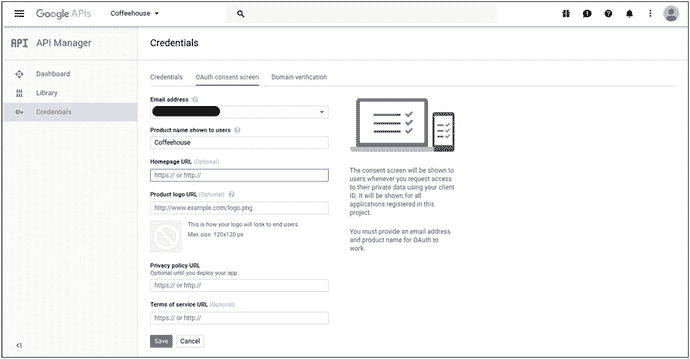 Google APIs Coffeehouse
API API Manager Credentials
Dashboard
Library
Credentials
Credentials OAuth consent screen Domain verification
Email address
Product name shown to users
Coffeehouse
Homepage URL (Optional)
https:// or http://
Product logo URL (Optional)
http://www.example.com/logo.png
This is how your logo will look to end users
Max size: 120x120 px
Privacy policy URL
Optional until you deploy your app
https:// or http://
Terms of service URL (Optional)
https:// or http://
Save Cancel
The consent screen will be shown to
users whenever you request access
to their private data using your client
ID. It will be shown for all
applications registered in this
project.
You must provide an email address
and product name for OAuth to
work.